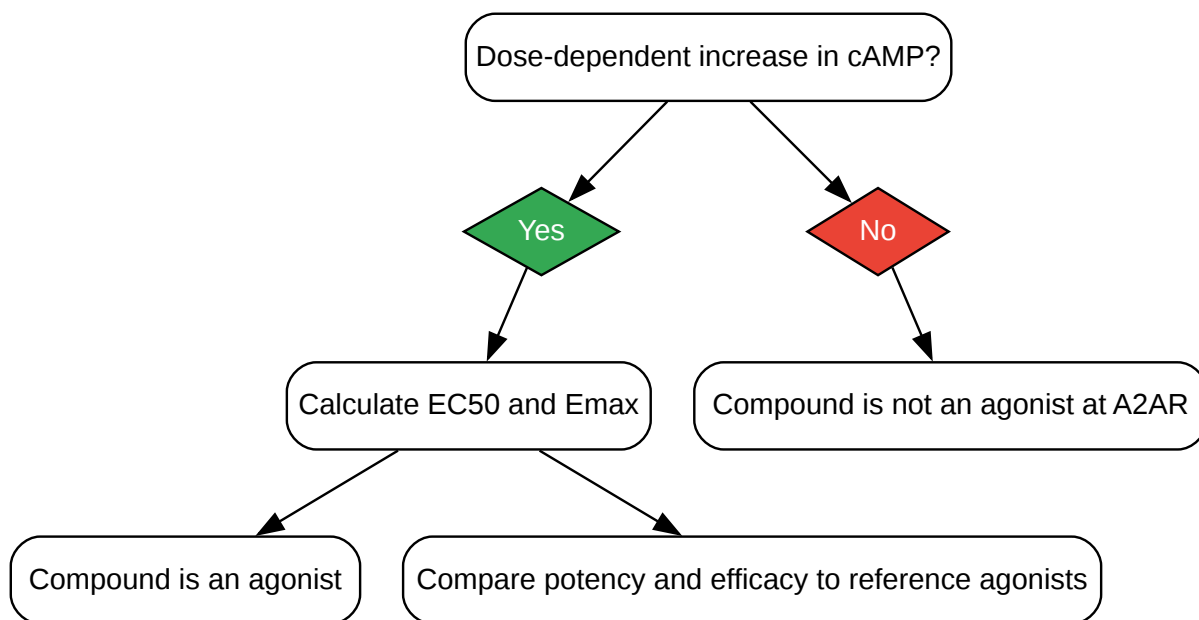 Dose-dependent increase in cAMP?
Yes
No
Calculate EC50 and Emax
Compound is not an agonist at A2AR
Compound is an agonist
Compare potency and efficacy to reference agonists